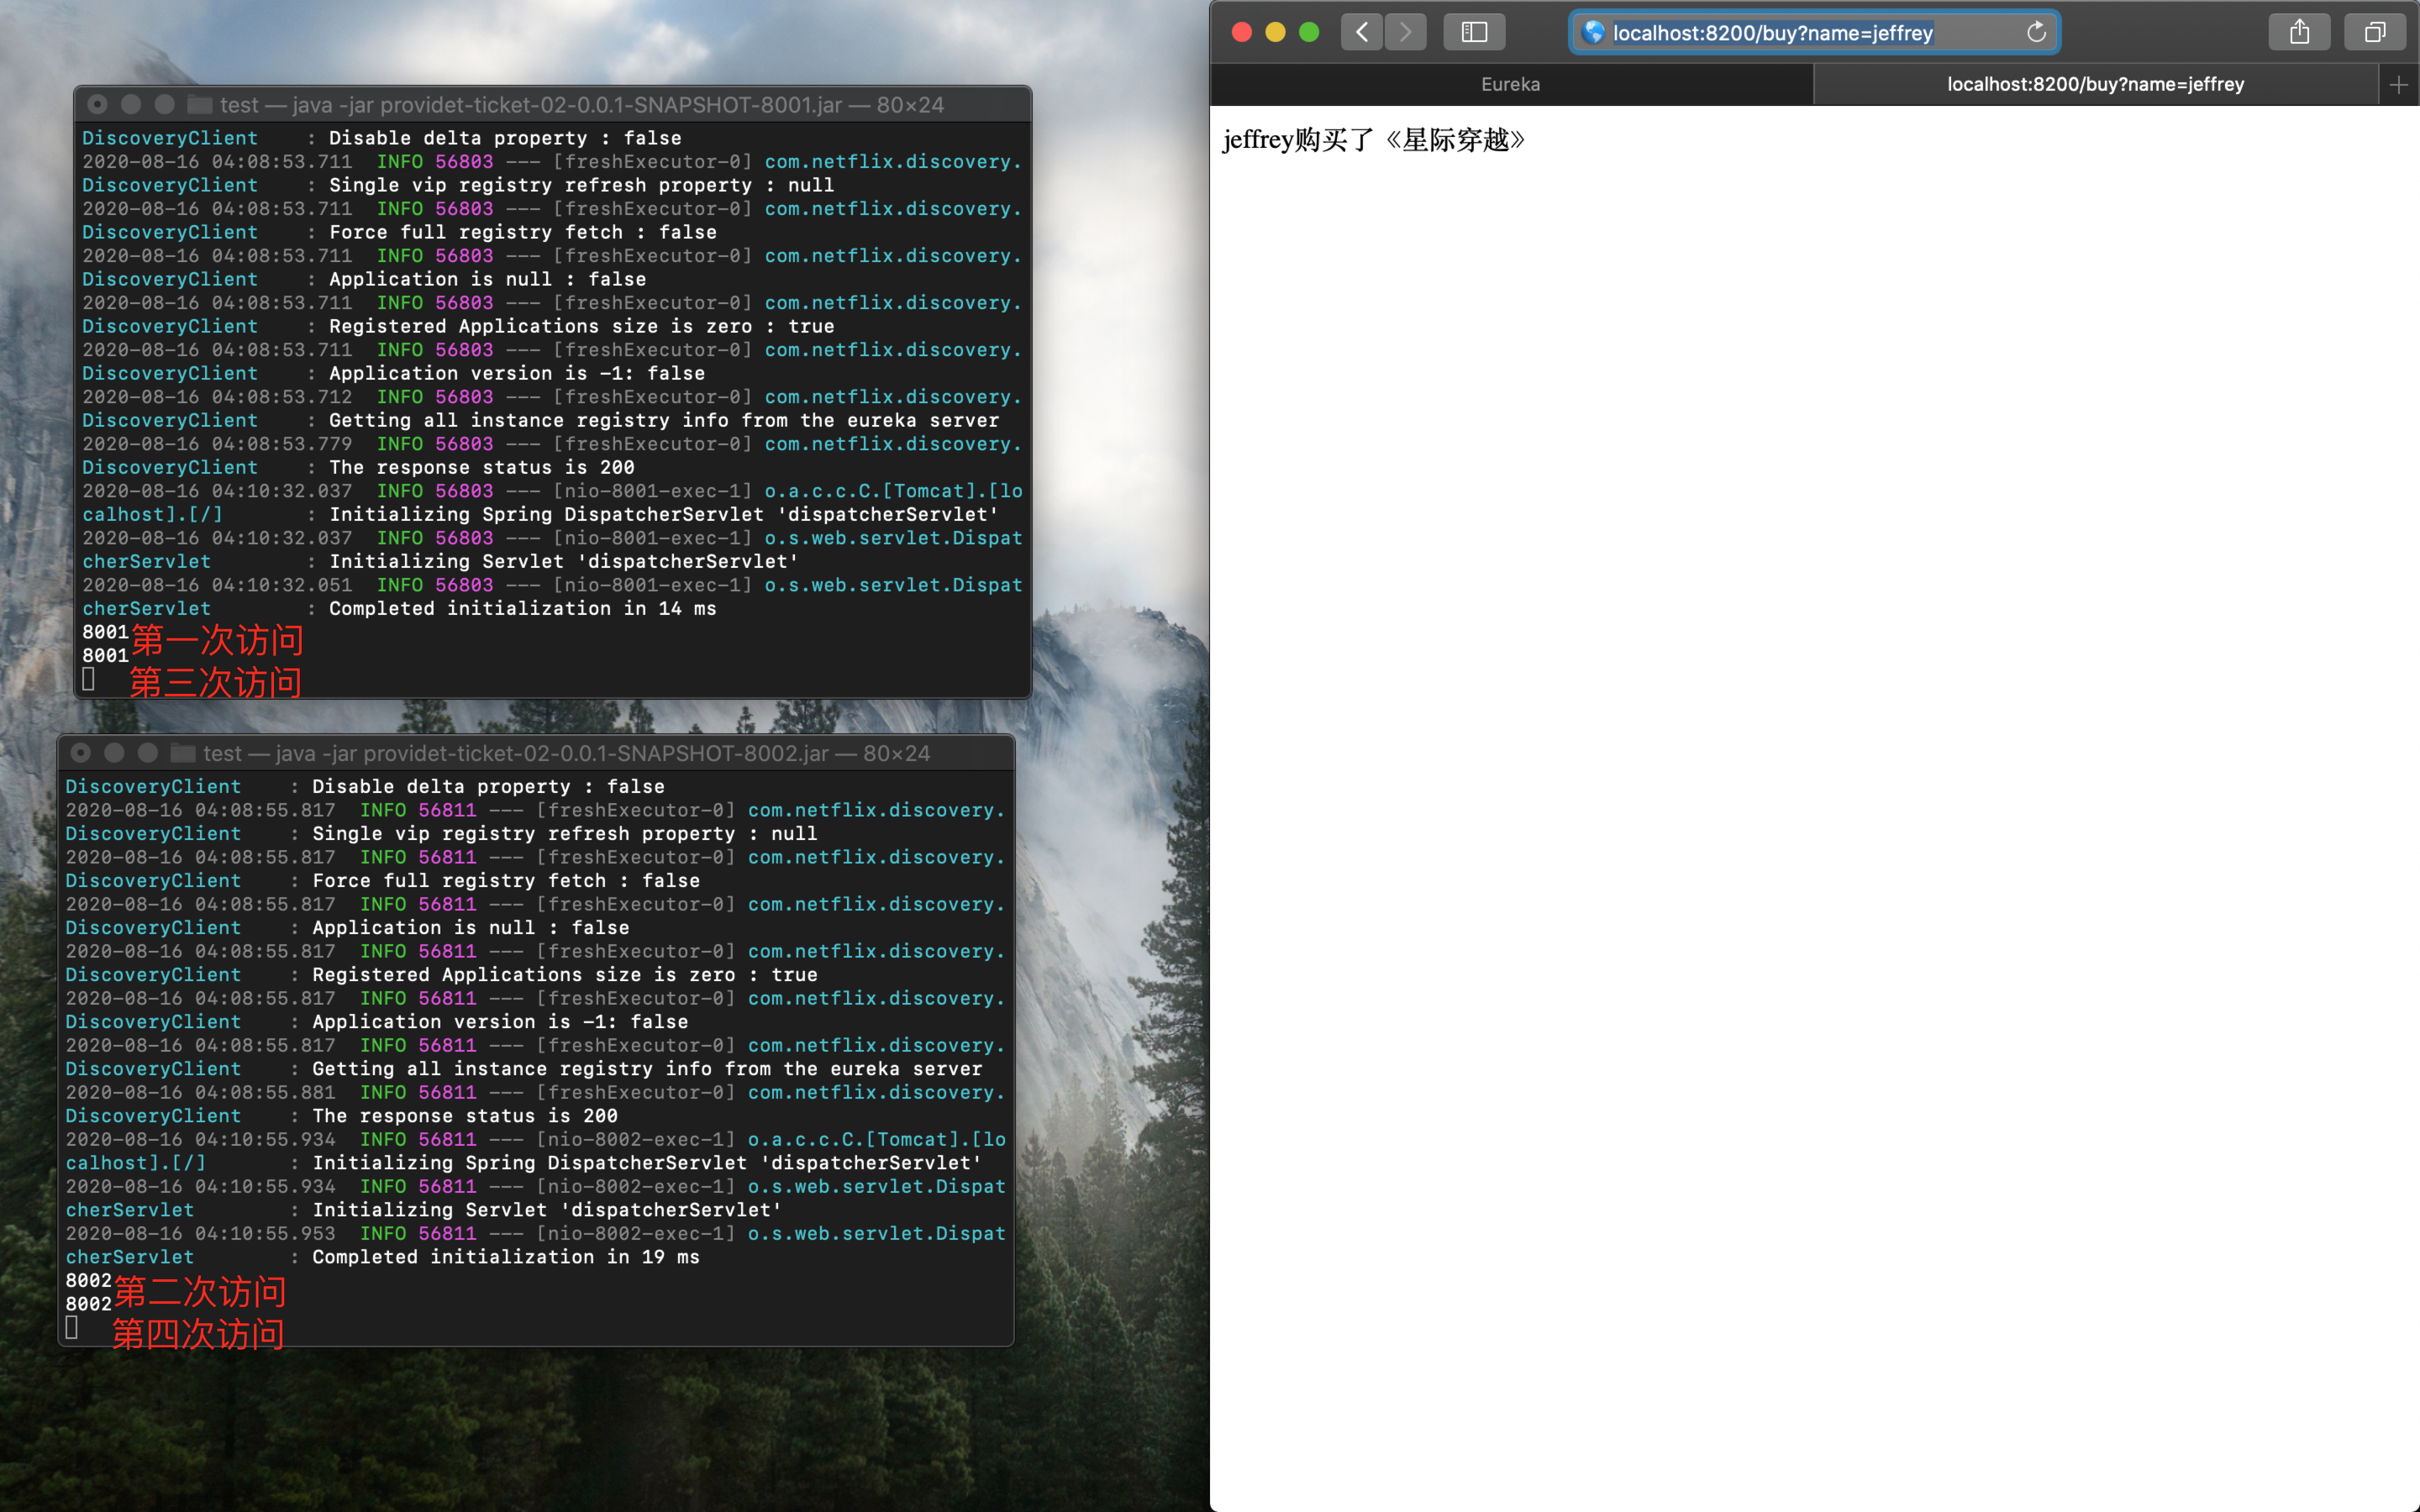 test — java -jar providet-ticket-02-0.0.1-SNAPSHOT-8001.jar — 80×24
DiscoveryClient    : Disable delta property : false
2020-08-16 04:08:53.711  INFO 56803 --- [freshExecutor-0] com.netflix.discovery.
DiscoveryClient    : Single vip registry refresh property : null
2020-08-16 04:08:53.711  INFO 56803 --- [freshExecutor-0] com.netflix.discovery.
DiscoveryClient    : Force full registry fetch : false
2020-08-16 04:08:53.711  INFO 56803 --- [freshExecutor-0] com.netflix.discovery.
DiscoveryClient    : Application is null : false
2020-08-16 04:08:53.711  INFO 56803 --- [freshExecutor-0] com.netflix.discovery.
DiscoveryClient    : Registered Applications size is zero : true
2020-08-16 04:08:53.711  INFO 56803 --- [freshExecutor-0] com.netflix.discovery.
DiscoveryClient    : Application version is -1: false
2020-08-16 04:08:53.712  INFO 56803 --- [freshExecutor-0] com.netflix.discovery.
DiscoveryClient    : Getting all instance registry info from the eureka server
2020-08-16 04:08:53.779  INFO 56803 --- [freshExecutor-0] com.netflix.discovery.
DiscoveryClient    : The response status is 200
2020-08-16 04:10:32.037  INFO 56803 --- [nio-8001-exec-1] o.a.c.c.C.[Tomcat].[lo
calhost].[/]       : Initializing Spring DispatcherServlet 'dispatcherServlet'
2020-08-16 04:10:32.037  INFO 56803 --- [nio-8001-exec-1] o.s.web.servlet.Dispat
cherServlet        : Initializing Servlet 'dispatcherServlet'
2020-08-16 04:10:32.051  INFO 56803 --- [nio-8001-exec-1] o.s.web.servlet.Dispat
cherServlet        : Completed initialization in 14 ms
8001 第一次访问
8001
第三次访问
test — java -jar providet-ticket-02-0.0.1-SNAPSHOT-8002.jar — 80×24
DiscoveryClient    : Disable delta property : false
2020-08-16 04:08:55.817  INFO 56811 --- [freshExecutor-0] com.netflix.discovery.
DiscoveryClient    : Single vip registry refresh property : null
2020-08-16 04:08:55.817  INFO 56811 --- [freshExecutor-0] com.netflix.discovery.
DiscoveryClient    : Force full registry fetch : false
2020-08-16 04:08:55.817  INFO 56811 --- [freshExecutor-0] com.netflix.discovery.
DiscoveryClient    : Application is null : false
2020-08-16 04:08:55.817  INFO 56811 --- [freshExecutor-0] com.netflix.discovery.
DiscoveryClient    : Registered Applications size is zero : true
2020-08-16 04:08:55.817  INFO 56811 --- [freshExecutor-0] com.netflix.discovery.
DiscoveryClient    : Application version is -1: false
2020-08-16 04:08:55.817  INFO 56811 --- [freshExecutor-0] com.netflix.discovery.
DiscoveryClient    : Getting all instance registry info from the eureka server
2020-08-16 04:08:55.881  INFO 56811 --- [freshExecutor-0] com.netflix.discovery.
DiscoveryClient    : The response status is 200
2020-08-16 04:10:55.934  INFO 56811 --- [nio-8002-exec-1] o.a.c.c.C.[Tomcat].[lo
calhost].[/]       : Initializing Spring DispatcherServlet 'dispatcherServlet'
2020-08-16 04:10:55.934  INFO 56811 --- [nio-8002-exec-1] o.s.web.servlet.Dispat
cherServlet        : Initializing Servlet 'dispatcherServlet'
2020-08-16 04:10:55.953  INFO 56811 --- [nio-8002-exec-1] o.s.web.servlet.Dispat
cherServlet        : Completed initialization in 19 ms
8002 第二次访问
8002
第四次访问
localhost:8200/buy?name=jeffrey
Eureka
localhost:8200/buy?name=jeffrey
jeffrey购买了《星际穿越》